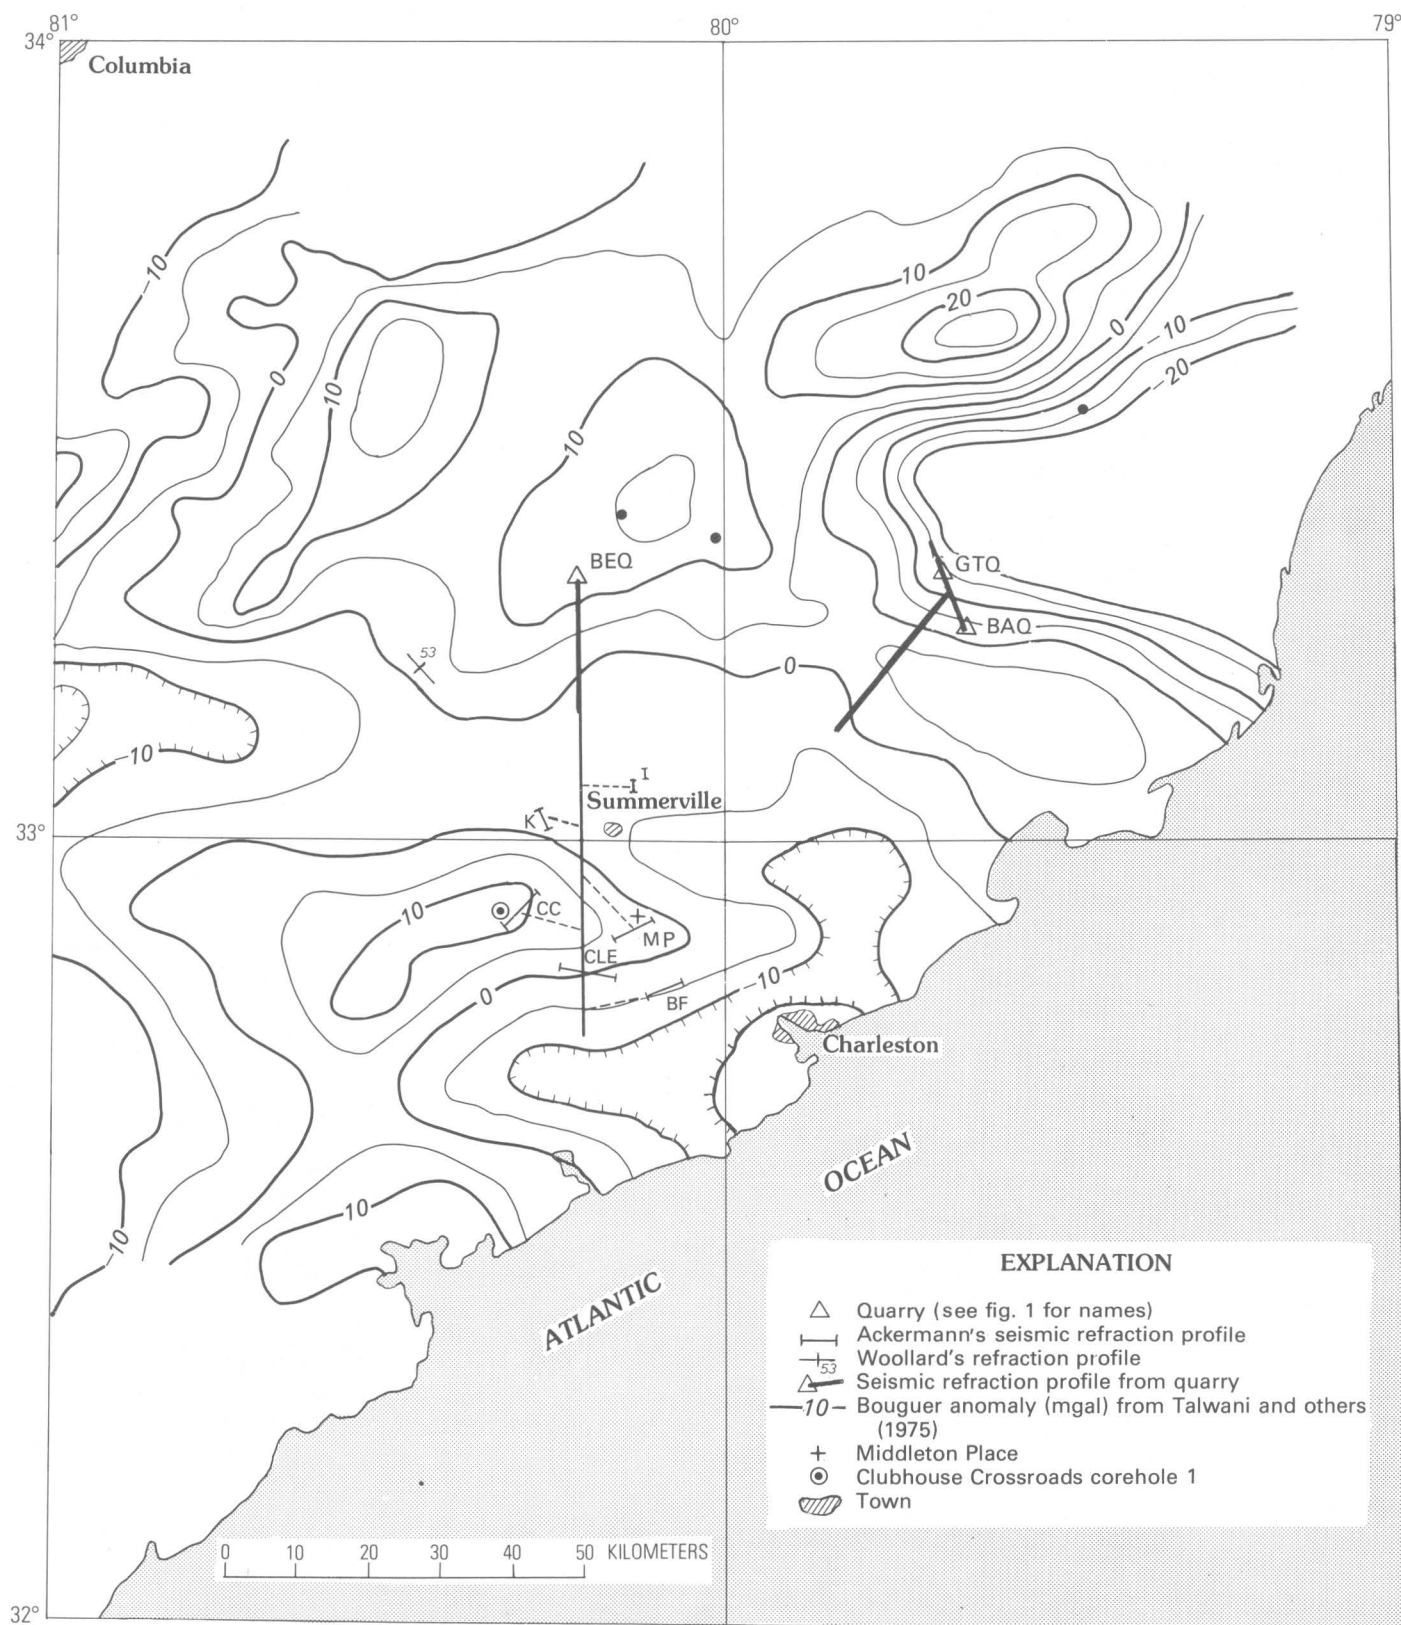 81°
80°
79°
34°
Columbia
–10
10
20
0
–10
–20
0
10
10
BEQ
GTQ
BAQ
53
0
–10
I
Summerville
K
33°
10
CC
MP
CLE
0
–10
BF
Charleston
OCEAN
10
–10
ATLANTIC
EXPLANATION
Quarry (see fig. 1 for names)
Ackermann's seismic refraction profile
53 Woollard's refraction profile
Seismic refraction profile from quarry
–10– Bouguer anomaly (mgal) from Talwani and others
(1975)
Middleton Place
Clubhouse Crossroads corehole 1
Town
0 10 20 30 40 50 KILOMETERS
32°